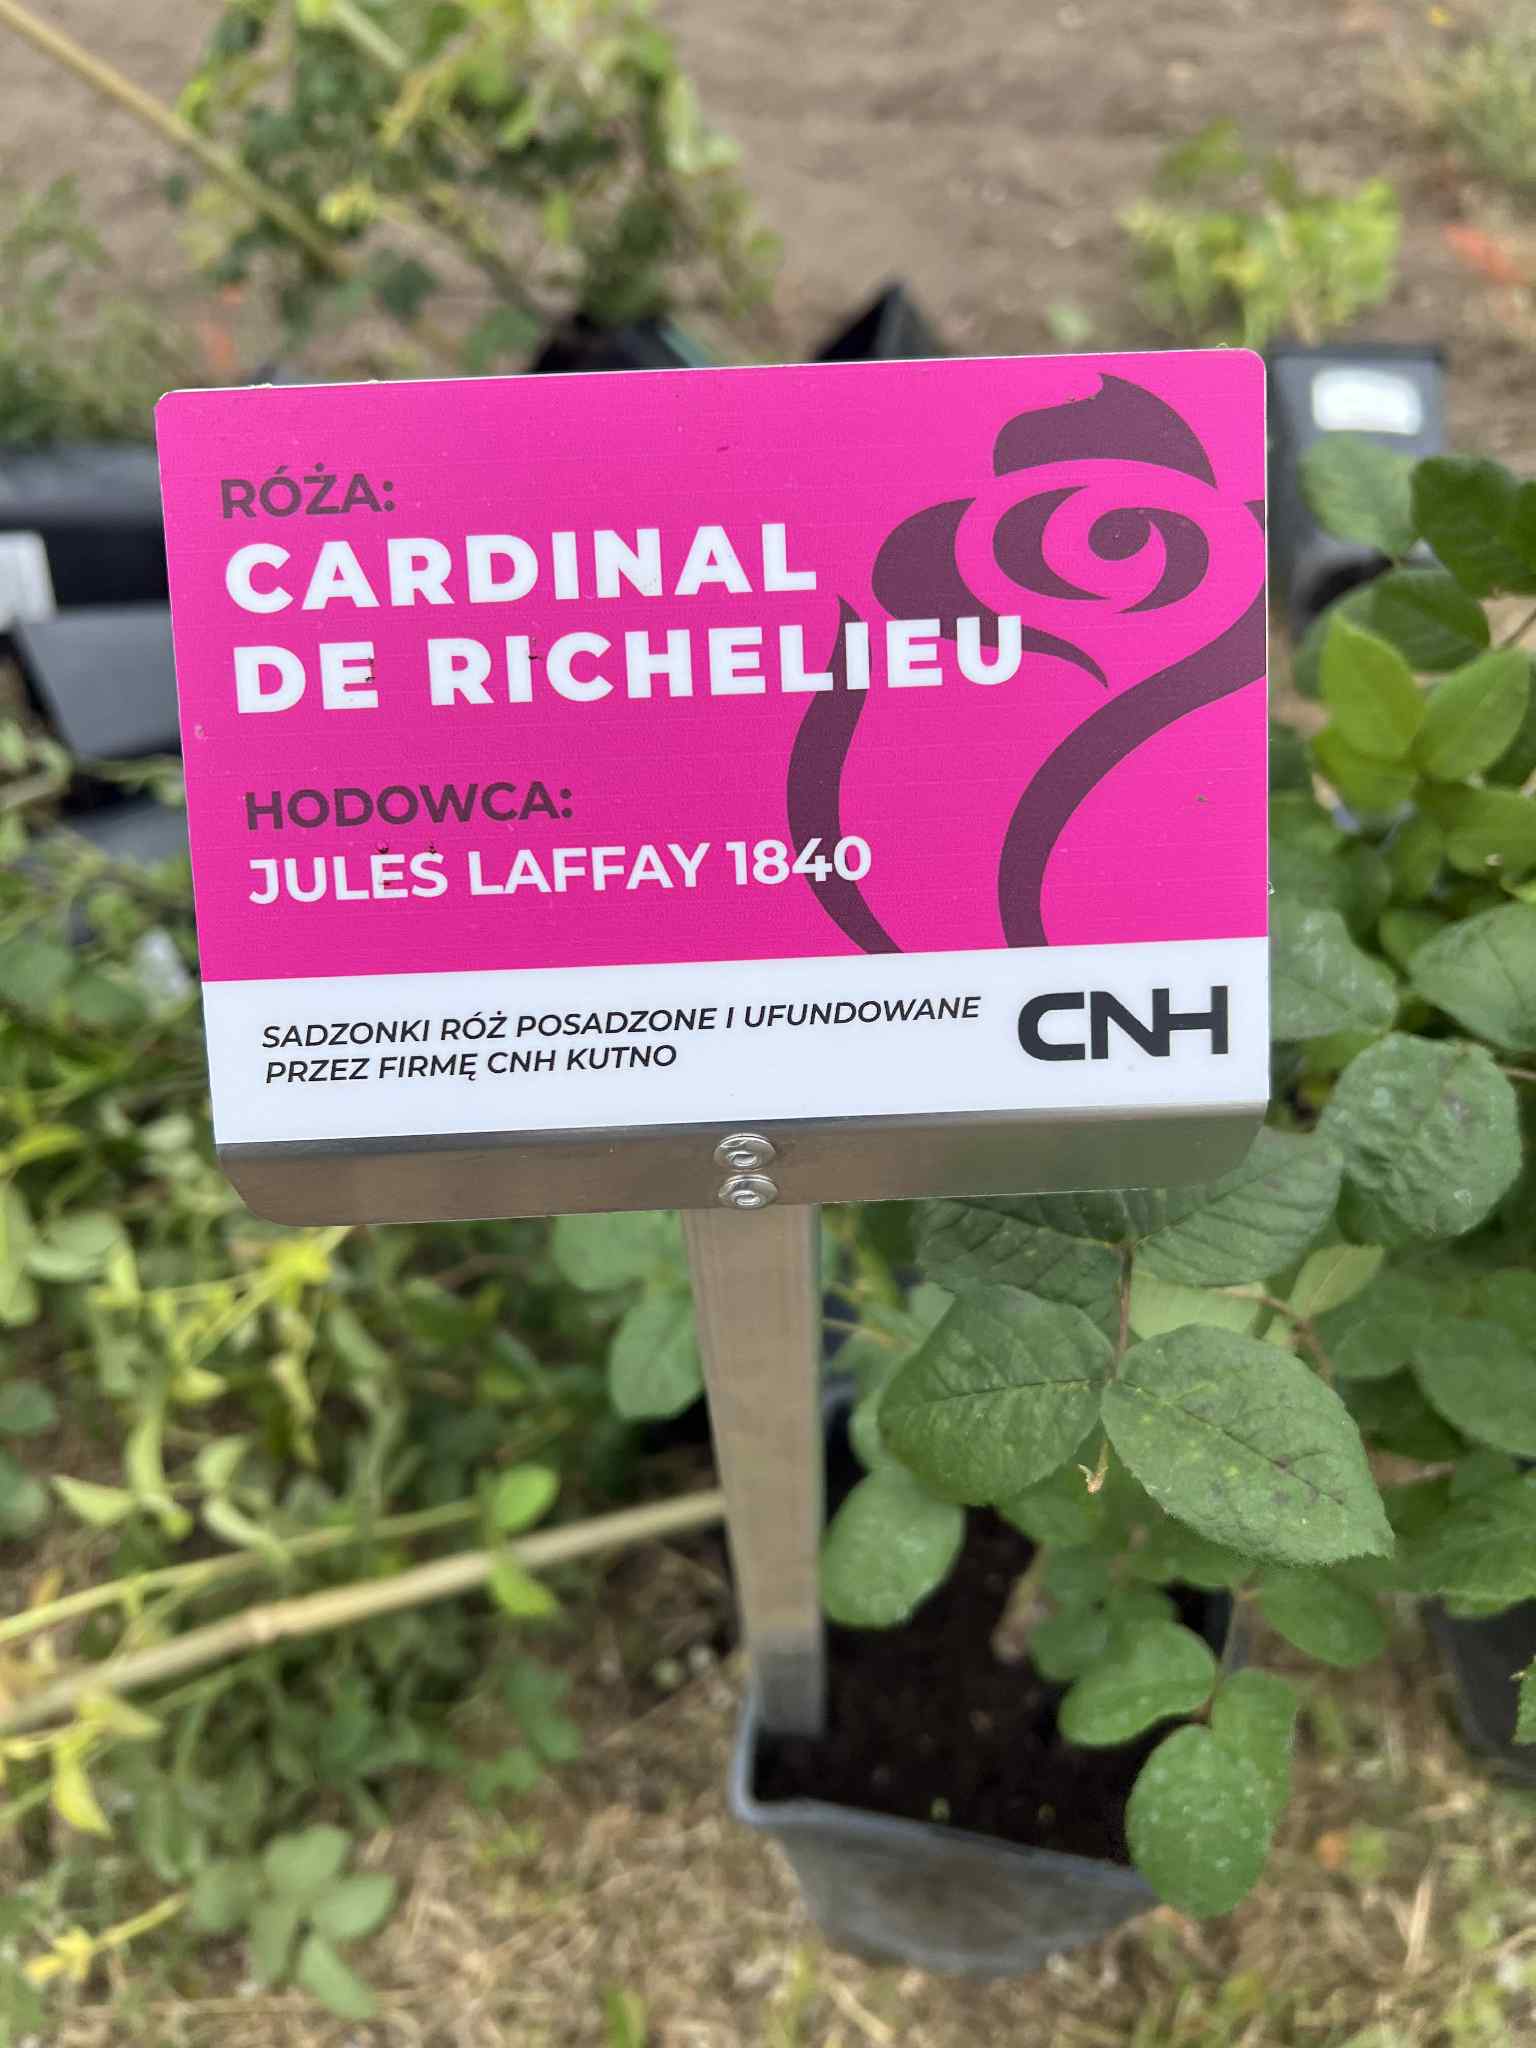 RÓŻA:
CARDINAL
DE RICHELIEU
HODOWCA:
JULES LAFFAY 1840
SADZONKI RÓŻ POSADZONE I UFUNDOWANE
PRZEZ FIRMĘ CNH KUTNO
CNH